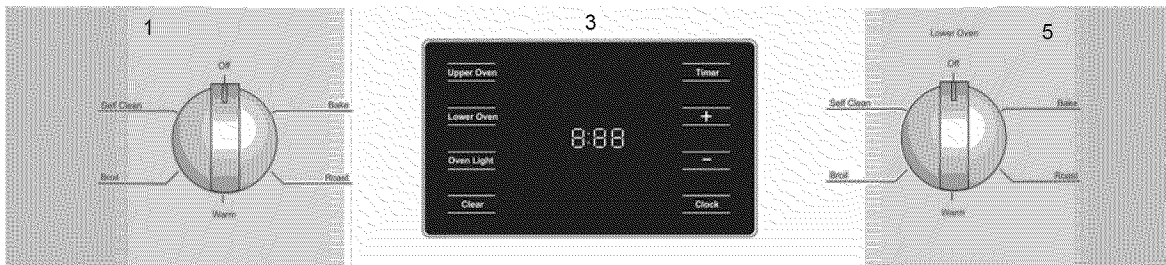 1
Off
Self Clean
Bake
Broil
Roast
Warm
3
Upper Oven
Timer
Lower Oven
+
8:88
Oven Light
-
Clear
Clock
Lower Oven
5
Off
Self Clean
Bake
Broil
Roast
Warm